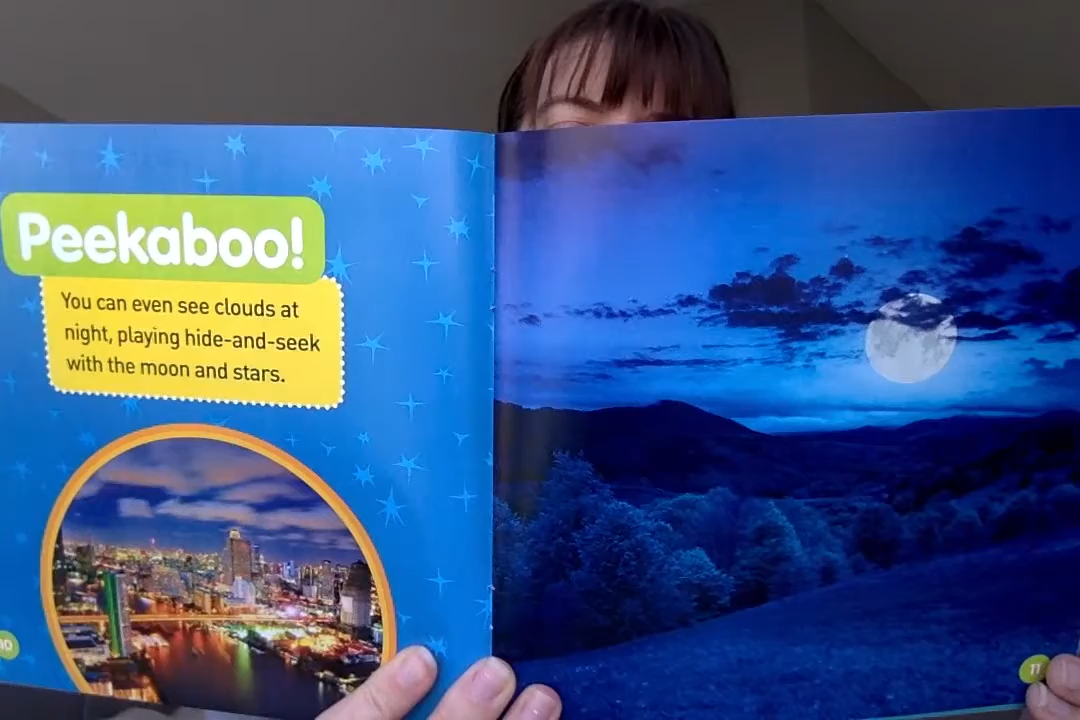 Peekaboo!
You can even see clouds at
night, playing hide-and-seek
with the moon and stars.
10
11